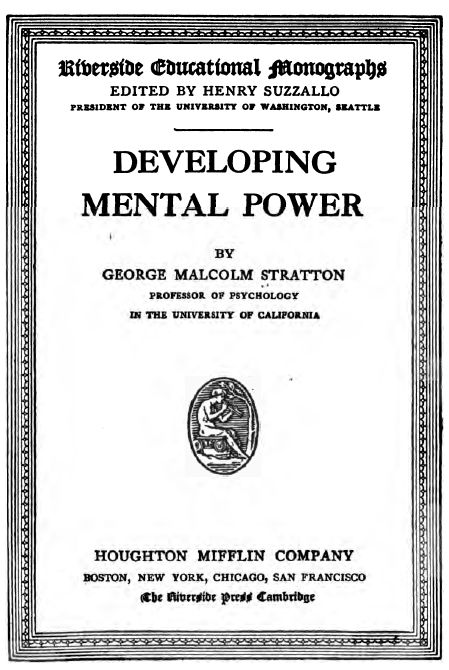 Riverside Educational Monographs
EDITED BY HENRY SUZZALLO
PRESIDENT OF THE UNIVERSITY OF WASHINGTON, SEATTLE
DEVELOPING
MENTAL POWER
BY
GEORGE MALCOLM STRATTON
PROFESSOR OF PSYCHOLOGY
IN THE UNIVERSITY OF CALIFORNIA
HOUGHTON MIFFLIN COMPANY
BOSTON, NEW YORK, CHICAGO, SAN FRANCISCO
The Riverside Press Cambridge